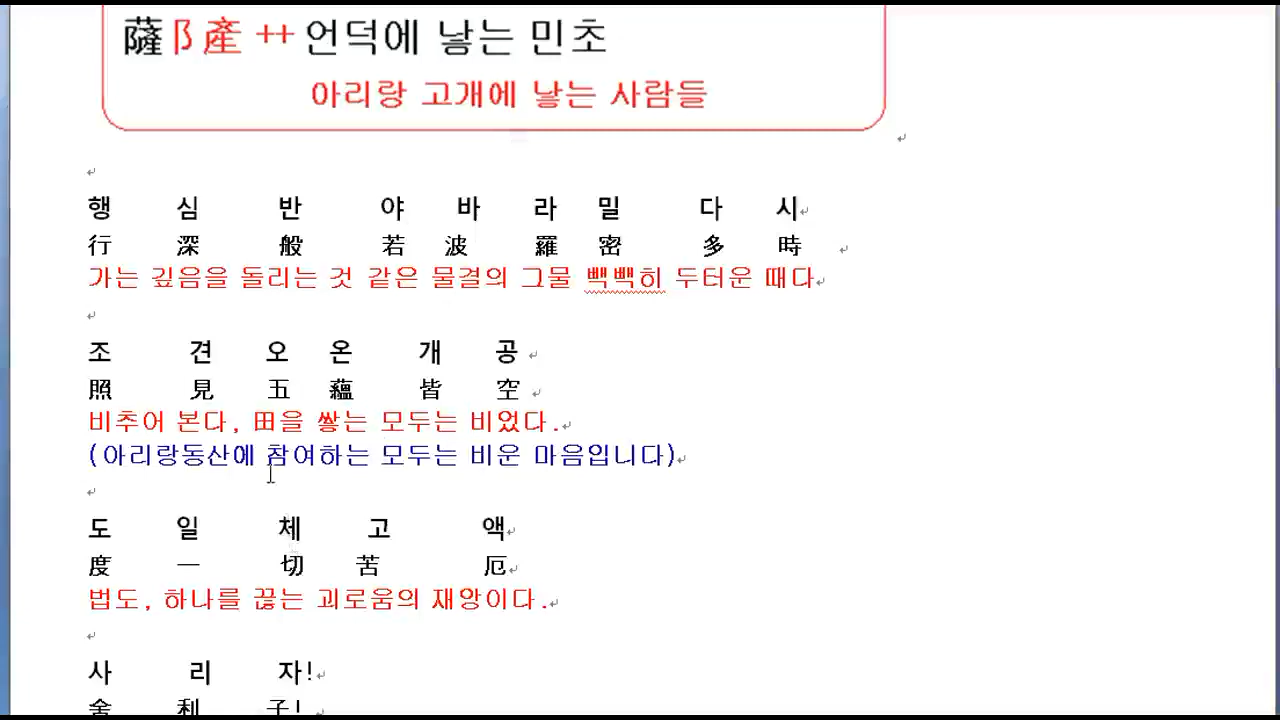 薩阝產 ++ 언덕에 낳는 민초
아리랑 고개에 낳는 사람들
행 심 반 야 바 라 밀 다 시
行 深 般 若 波 羅 密 多 時
가는 깊음을 돌리는 것 같은 물결의 그물 빽빽히 두터운 때다
조 견 오 온 개 공
照 見 五 蘊 皆 空
비추어 본다, 田을 쌓는 모두는 비었다.
(아리랑동산에 참여하는 모두는 비운 마음입니다)
도 일 체 고 액
度 一 切 苦 厄
법도, 하나를 끊는 괴로움의 재앙이다.
사 리 자!
舍 利 子!